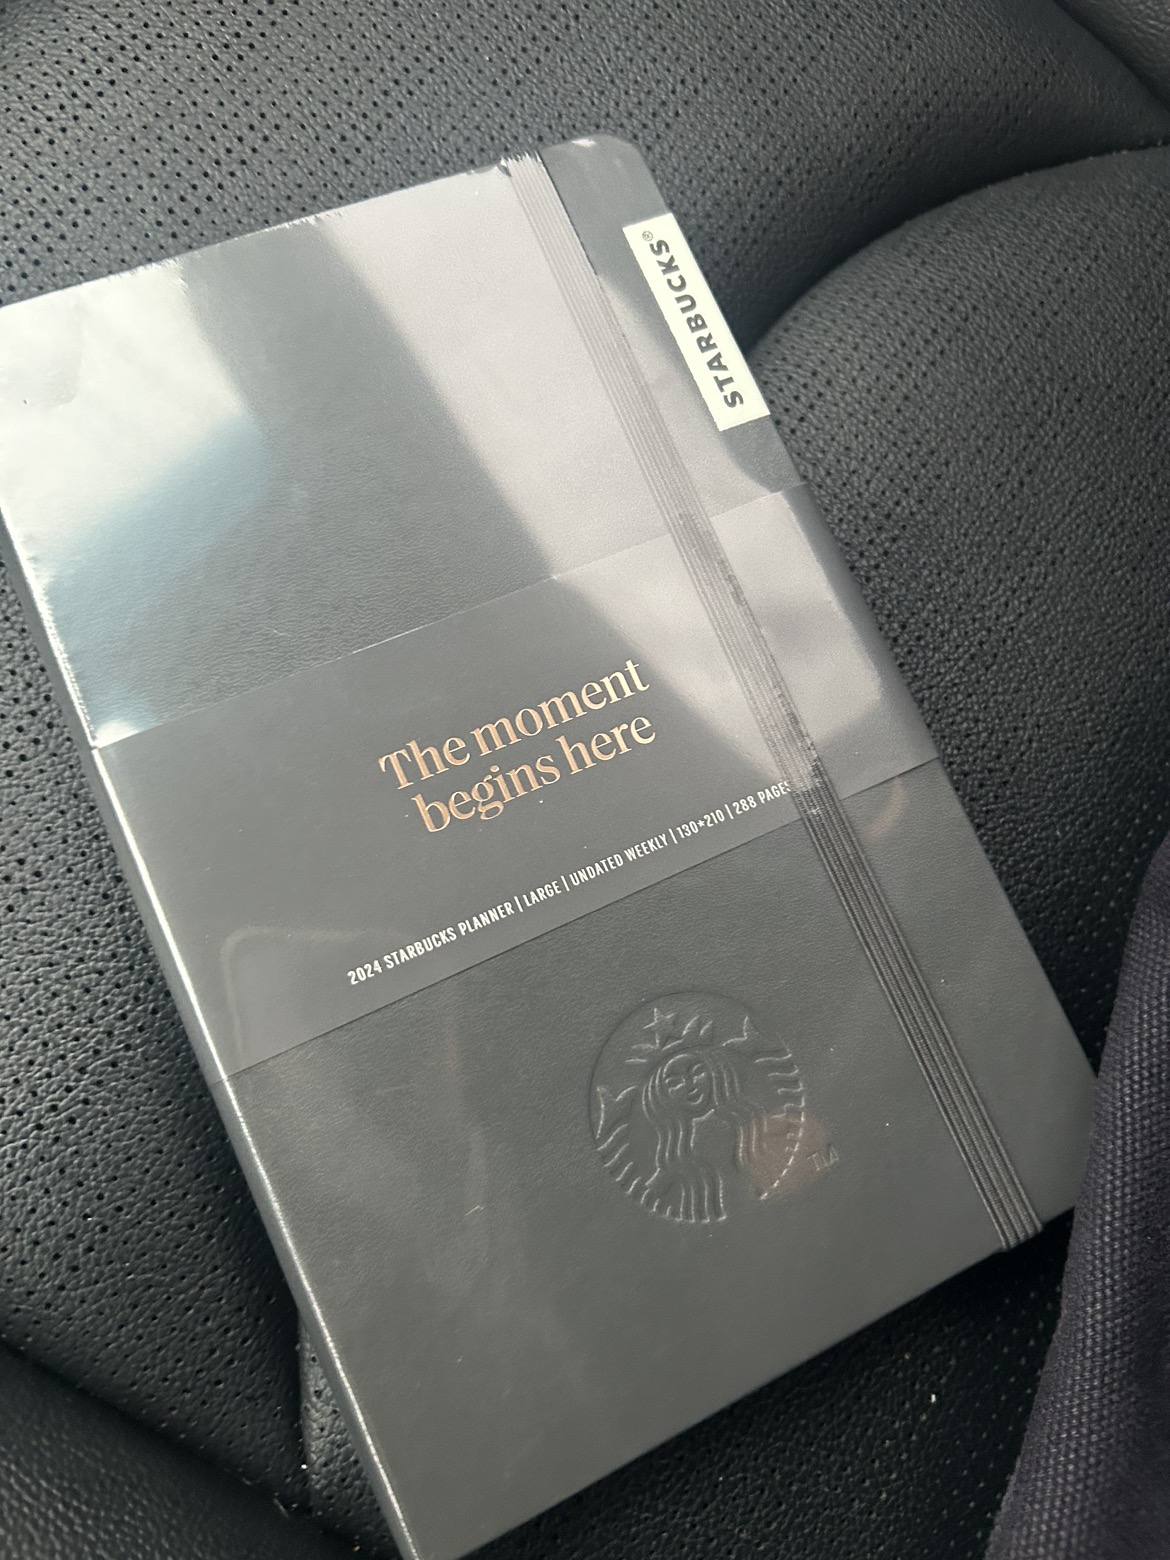 STARBUCKS®
The moment
begins here
2024 STARBUCKS PLANNER | LARGE | UNDATED WEEKLY | 130*210 | 288 PAGES
TM